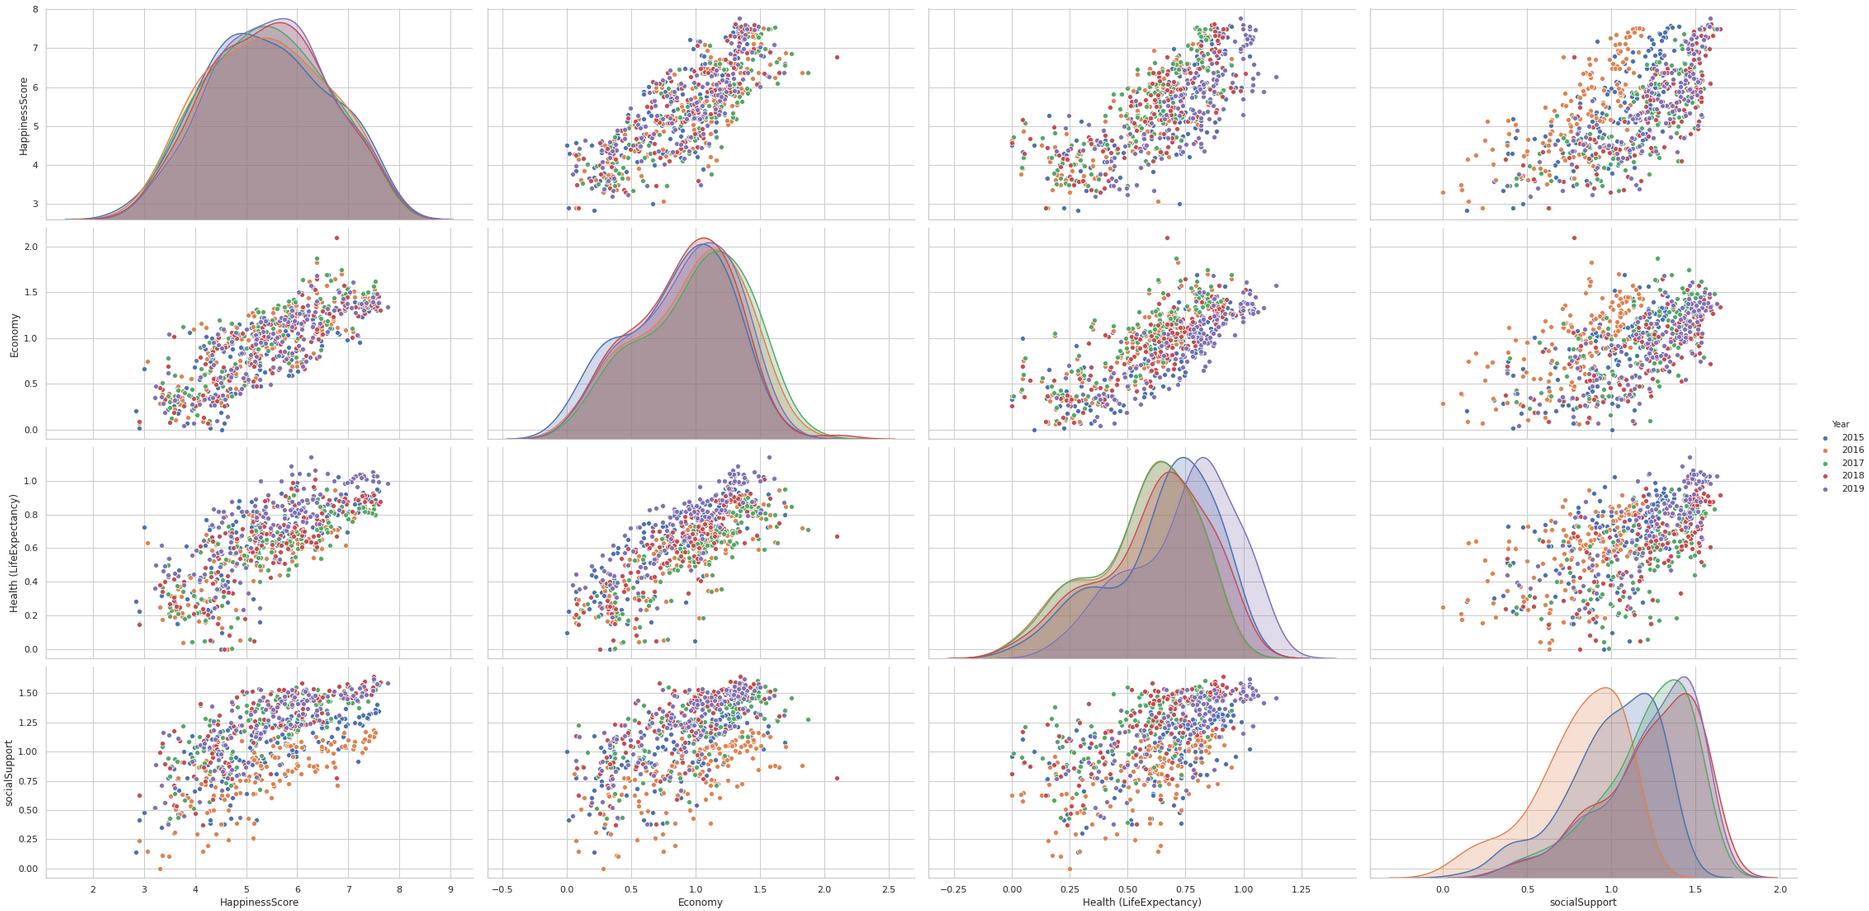 8
7
6
5
4
3
HappinessScore
2.0
1.5
1.0
0.5
0.0
Economy
Year
2015
2016
2017
2018
2019
1.0
0.8
0.6
0.4
0.2
0.0
Health (LifeExpectancy)
1.50
1.25
1.00
0.75
0.50
0.25
0.00
socialSupport
2 3 4 5 6 7 8 9
−0.5 0.0 0.5 1.0 1.5 2.0 2.5
−0.25 0.00 0.25 0.50 0.75 1.00 1.25
0.0 0.5 1.0 1.5 2.0
HappinessScore
Economy
Health (LifeExpectancy)
socialSupport